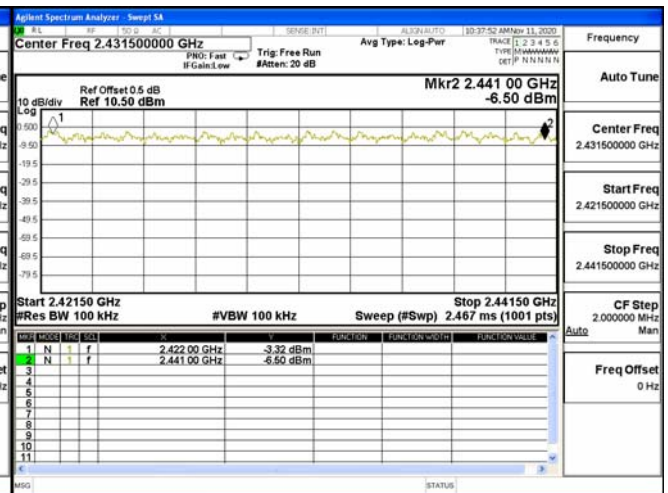 Agilent Spectrum Analyzer - Swept SA
RL RF 50 Ω AC SENSE:INT ALIGNAUTO 10:37:52 AM Nov 11, 2020
Center Freq 2.431500000 GHz
PNO: Fast
IFGain:Low
Trig: Free Run
#Atten: 20 dB
Avg Type: Log-Pwr
TRACE 1 2 3 4 5 6
TYPE M
DET P N N N N N
Mkr2 2.441 00 GHz
-6.50 dBm
Ref Offset 0.5 dB
10 dB/div Ref 10.50 dBm
Log
1
2
0.500
-9.50
-19.5
-29.5
-39.5
-49.5
-59.5
-69.5
-79.5
Start 2.42150 GHz Stop 2.44150 GHz
#Res BW 100 kHz #VBW 100 kHz Sweep (#Swp) 2.467 ms (1001 pts)
MKR MODE TRC SCL X Y FUNCTION FUNCTION WIDTH FUNCTION VALUE
1 N 1 f 2.422 00 GHz -3.32 dBm
2 N 1 f 2.441 00 GHz -6.50 dBm
3
4
5
6
7
8
9
10
11
MSG STATUS
Frequency
Auto Tune
Center Freq
2.431500000 GHz
Start Freq
2.421500000 GHz
Stop Freq
2.441500000 GHz
CF Step
2.000000 MHz
Auto Man
Freq Offset
0 Hz